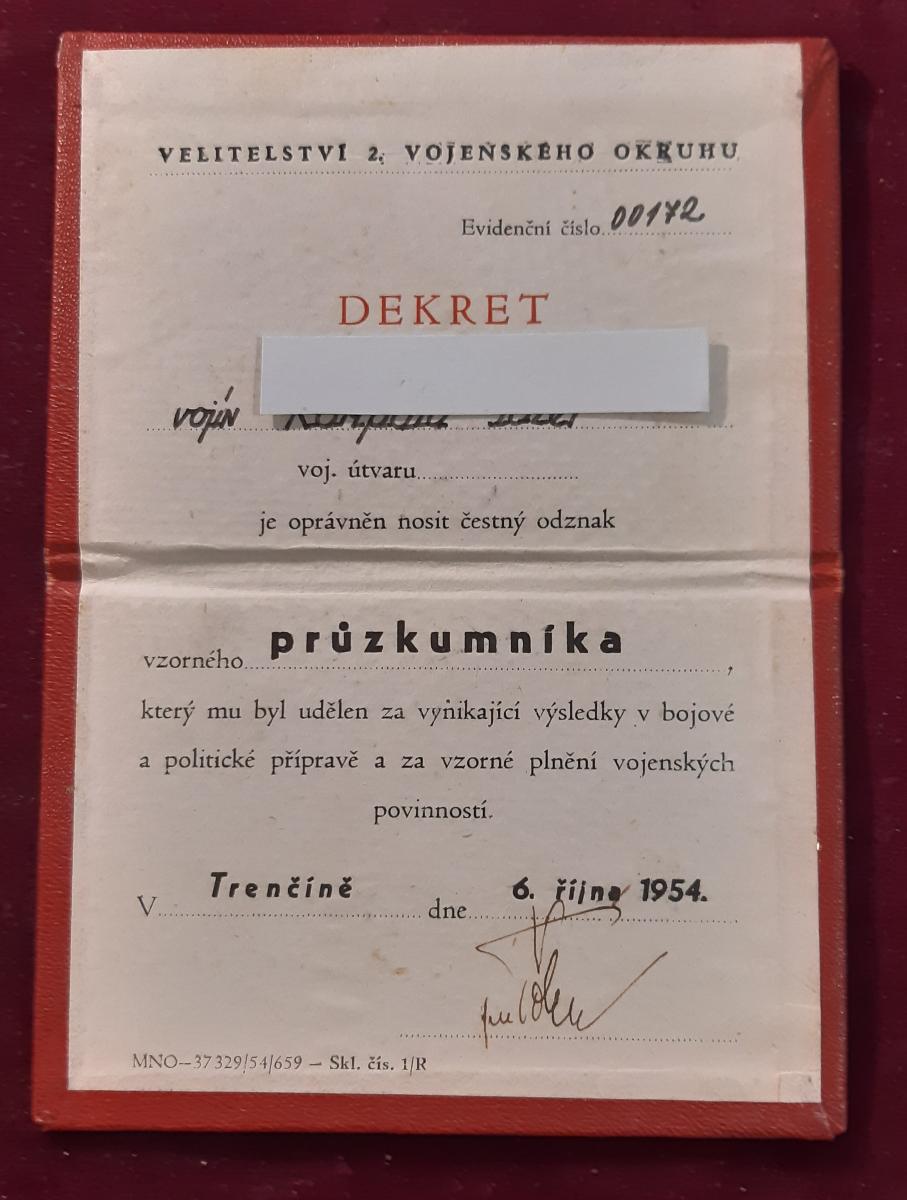 VELITELSTVÍ 2. VOJENSKÉHO OKRUHU
Evidenční číslo 00172
DEKRET
vojín
voj. útvaru
je oprávněn nosit čestný odznak
vzorného průzkumníka,
který mu byl udělen za vynikající výsledky v bojové
a politické přípravě a za vzorné plnění vojenských
povinností.
V Trenčíně dne 6. října 1954.
MNO—37329/54/659 — Skl. čís. 1/R